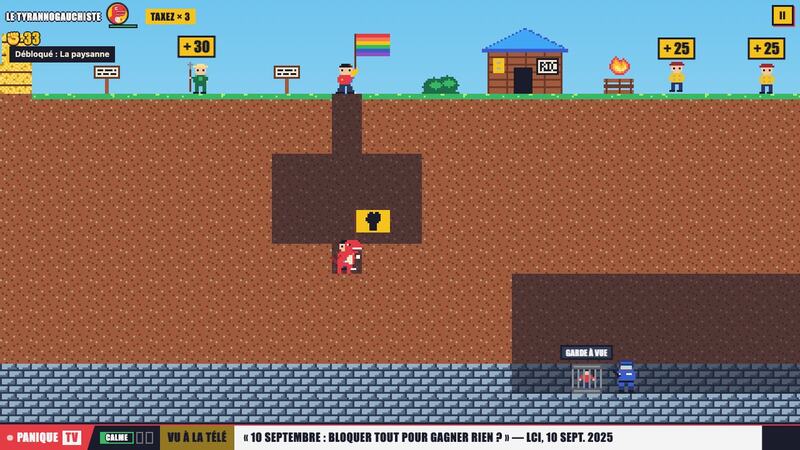 LE TYRANNOGAUCHISTE
TAXEZ × 3
33
Débloqué : La paysanne
+ 30
RIC
+ 25
+ 25
GARDE À VUE
PANIQUE TV
CALME
VU À LA TÉLÉ
« 10 SEPTEMBRE : BLOQUER TOUT POUR GAGNER RIEN ? » — LCI, 10 SEPT. 2025